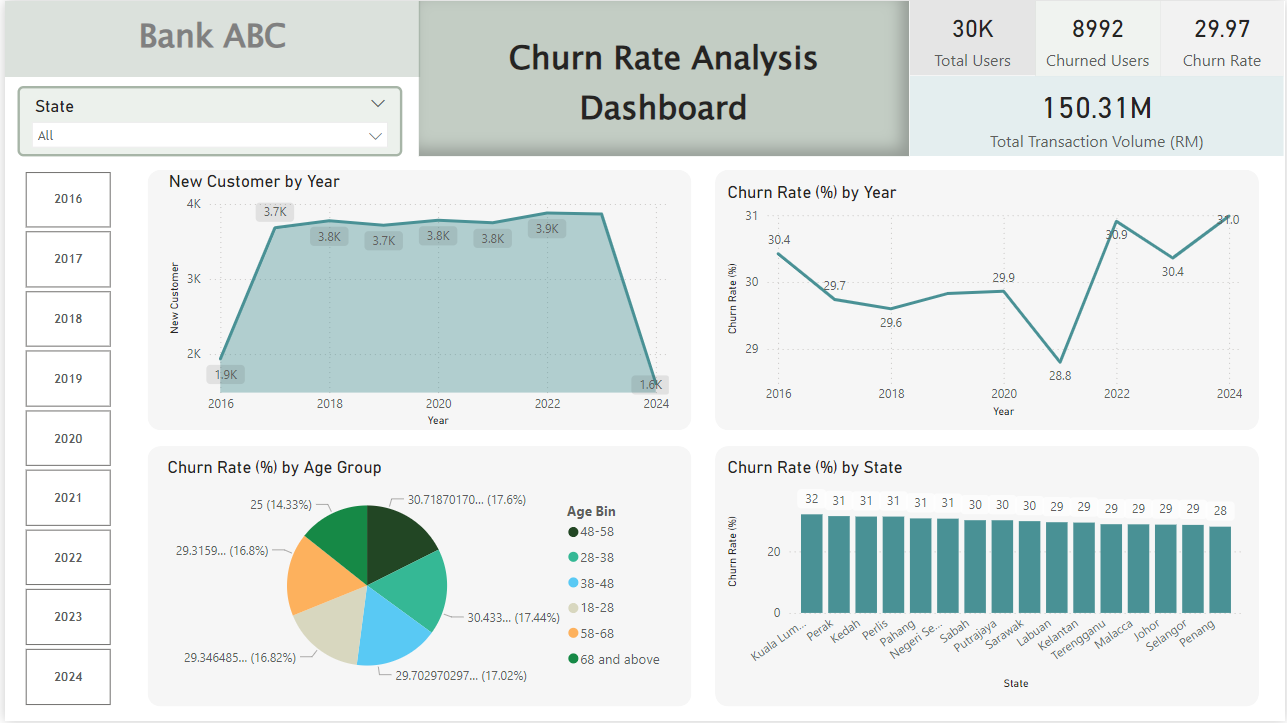 Bank ABC
Churn Rate Analysis
Dashboard
30K
Total Users
8992
Churned Users
29.97
Churn Rate
150.31M
Total Transaction Volume (RM)
State
All
2016
2017
2018
2019
2020
2021
2022
2023
2024
New Customer by Year
New Customer
4K
3K
2K
1.9K
3.7K
3.8K
3.7K
3.8K
3.8K
3.9K
1.6K
2016
2018
2020
2022
2024
Year
Churn Rate (%) by Year
Churn Rate (%)
31
30
29
30.4
29.7
29.6
29.9
28.8
30.9
30.4
31.0
2016
2018
2020
2022
2024
Year
Churn Rate (%) by Age Group
25 (14.33%)
30.71870170... (17.6%)
29.3159... (16.8%)
30.433... (17.44%)
29.346485... (16.82%)
29.702970297... (17.02%)
Age Bin
48-58
28-38
38-48
18-28
58-68
68 and above
Churn Rate (%) by State
Churn Rate (%)
20
0
32
31
31
31
31
31
30
30
30
29
29
29
29
29
29
28
Kuala Lum...
Perak
Kedah
Perlis
Pahang
Negeri Se...
Sabah
Putrajaya
Sarawak
Labuan
Kelantan
Terengganu
Malacca
Johor
Selangor
Penang
State